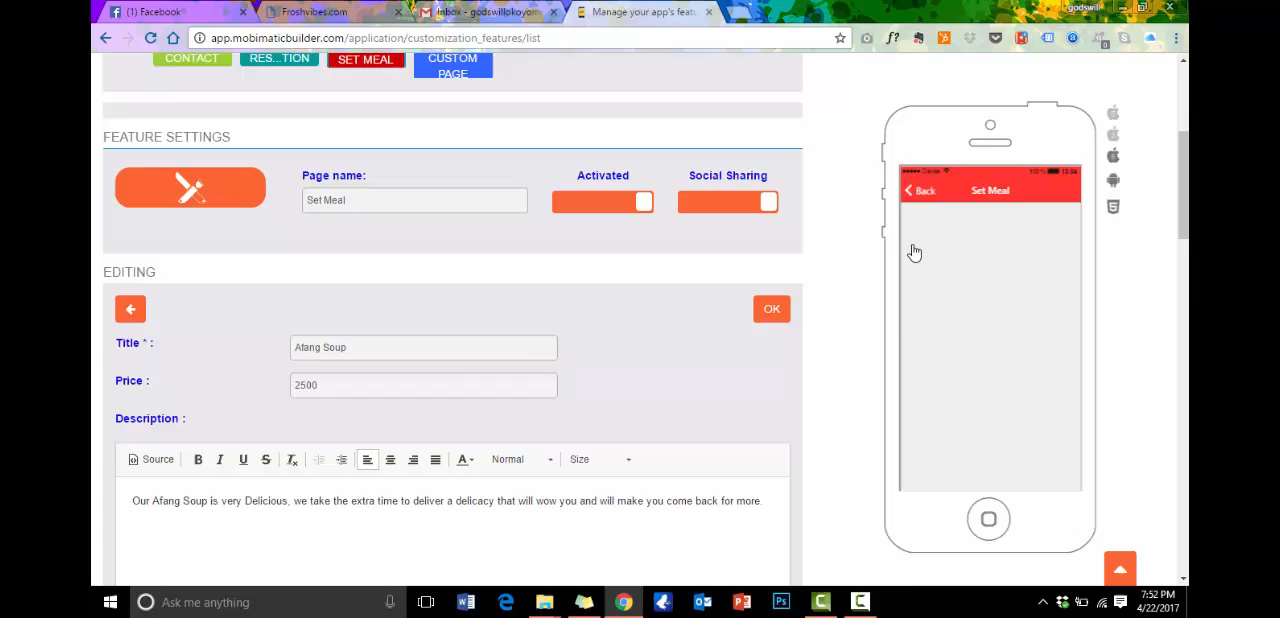 godswill
(1) Facebook
Froshvibes.com
Inbox - godswillpkoyom
Manage your app's featu
app.mobimaticbuilder.com/application/customization_features/list
CONTACT
RES...TION
SET MEAL
CUSTOM
PAGE
FEATURE SETTINGS
Page name:
Activated
Social Sharing
Set Meal
Back
Set Meal
EDITING
OK
Title * :
Afang Soup
Price :
2500
Description :
Source
B I U S
Normal
Size
Our Afang Soup is very Delicious, we take the extra time to deliver a delicacy that will wow you and will make you come back for more.
Ask me anything
7:52 PM
4/22/2017